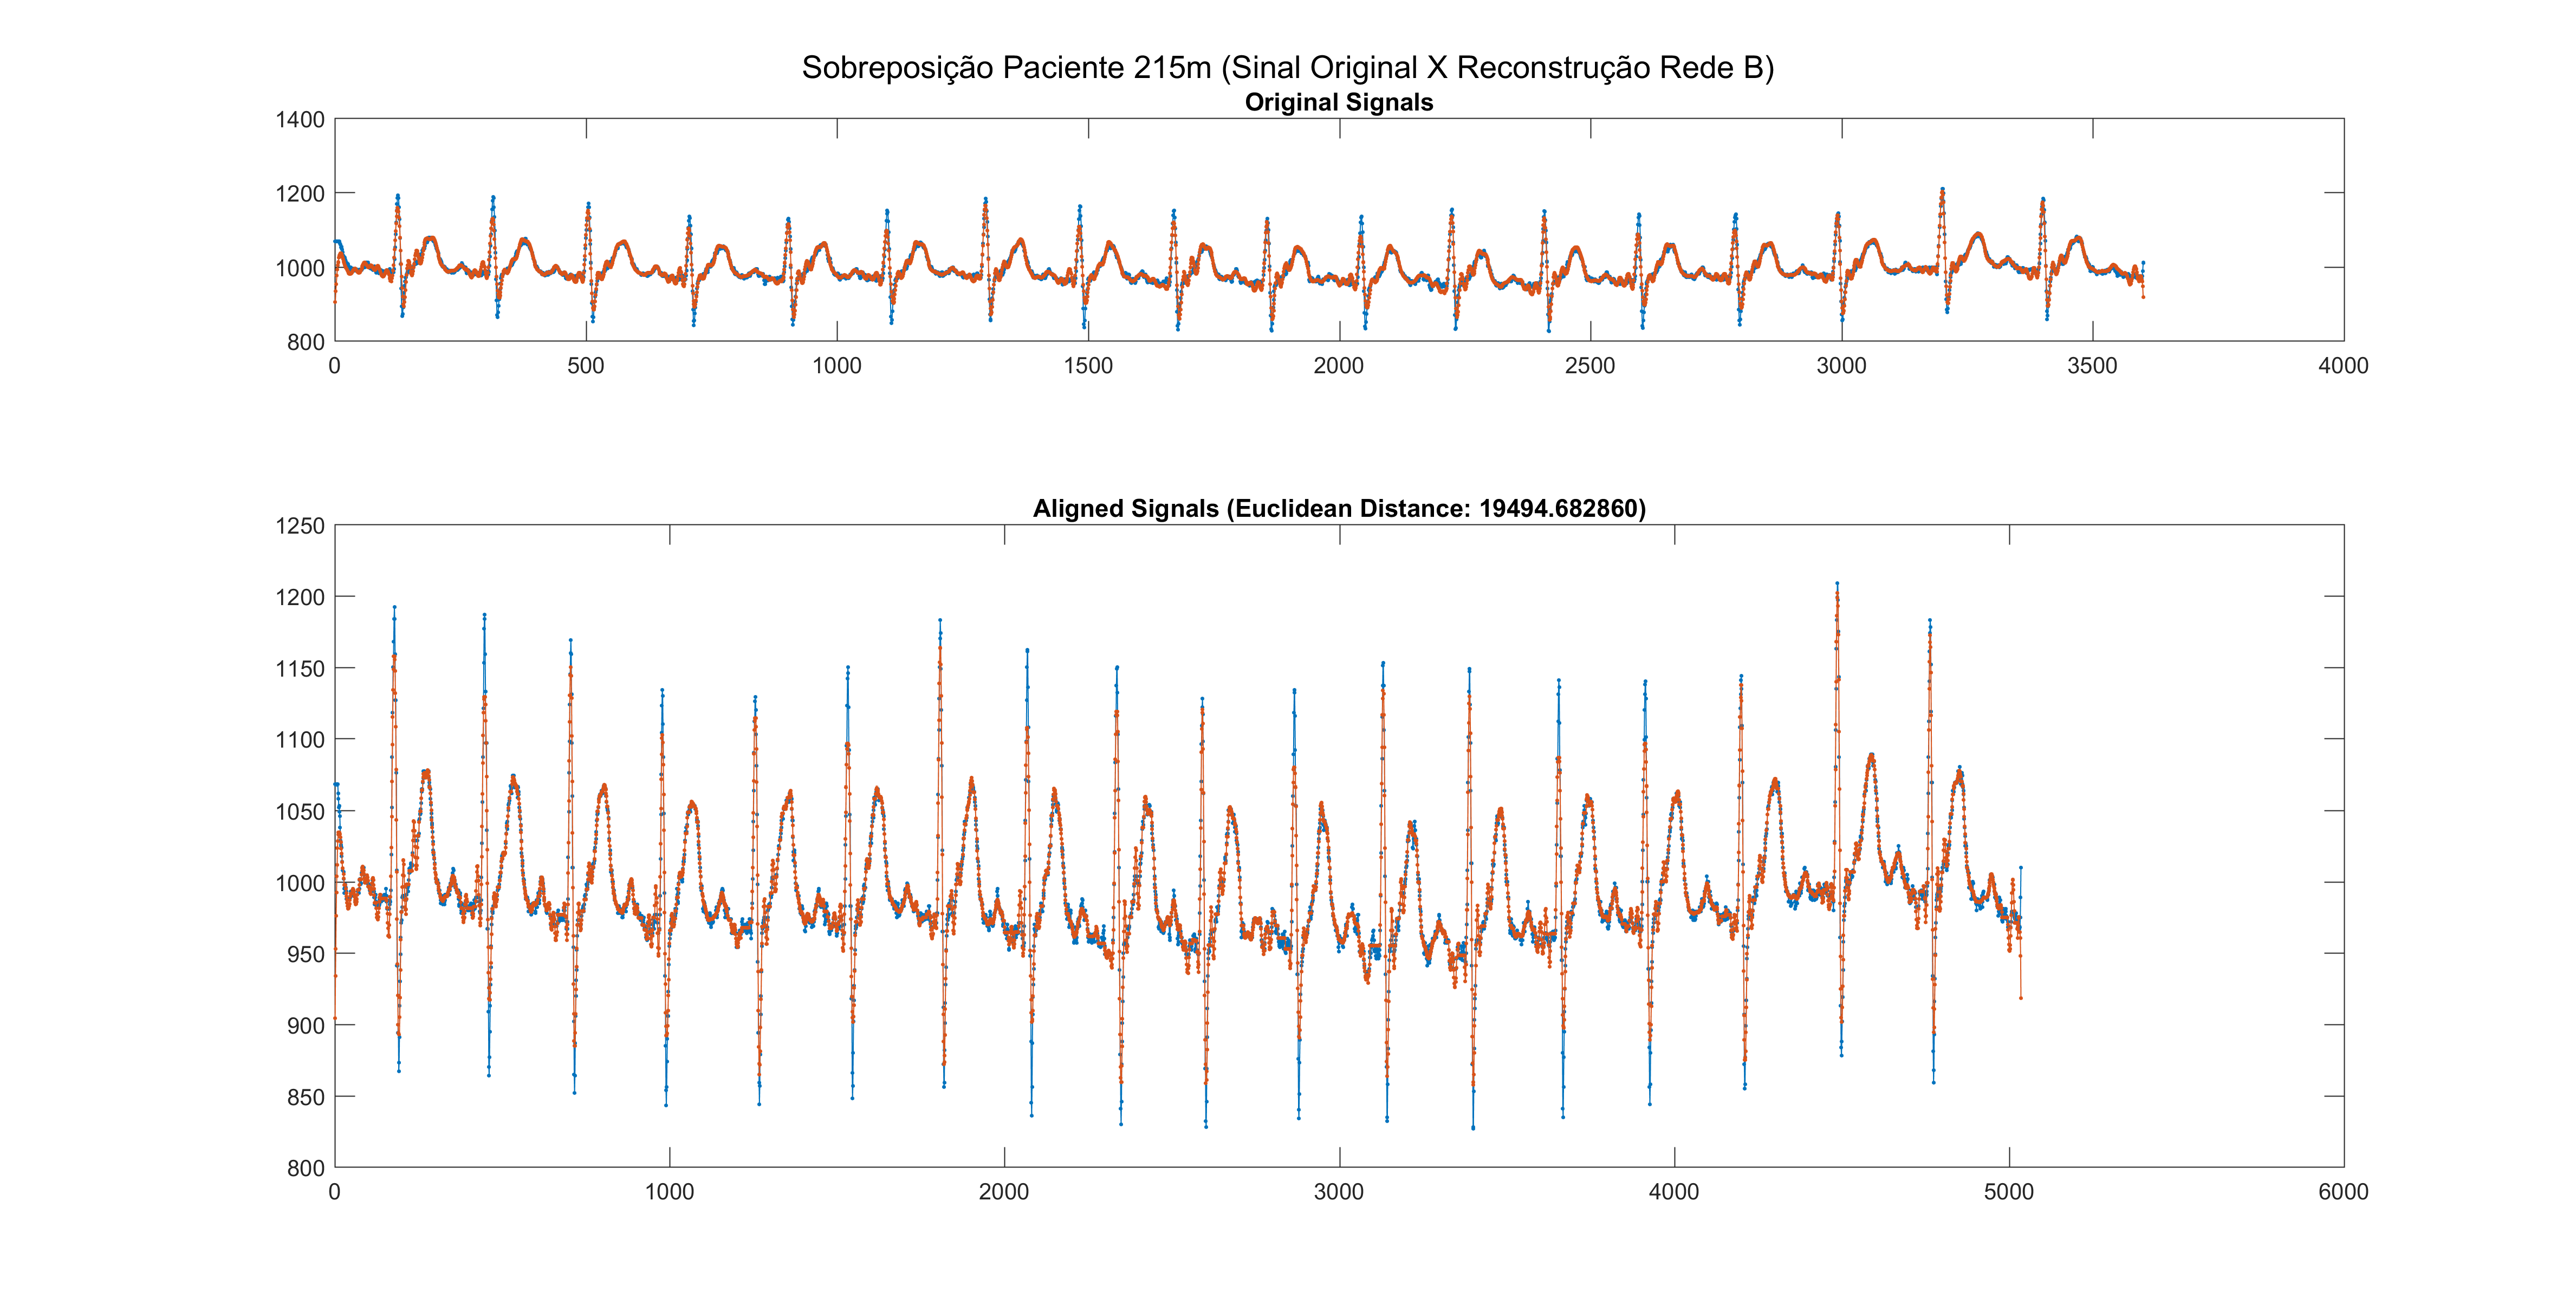 Sobreposição Paciente 215m (Sinal Original X Reconstrução Rede B)
Original Signals
1400
1200
1000
800
0 500 1000 1500 2000 2500 3000 3500 4000
Aligned Signals (Euclidean Distance: 19494.682860)
1250
1200
1150
1100
1050
1000
950
900
850
800
0 1000 2000 3000 4000 5000 6000